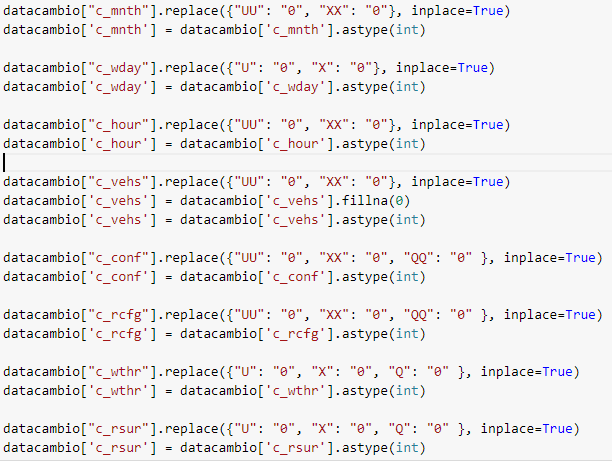 datacambio["c_mnth"].replace({"UU": "0", "XX": "0"}, inplace=True)
datacambio['c_mnth'] = datacambio['c_mnth'].astype(int)
datacambio["c_wday"].replace({"U": "0", "X": "0"}, inplace=True)
datacambio['c_wday'] = datacambio['c_wday'].astype(int)
datacambio["c_hour"].replace({"UU": "0", "XX": "0"}, inplace=True)
datacambio['c_hour'] = datacambio['c_hour'].astype(int)
datacambio["c_vehs"].replace({"UU": "0", "XX": "0"}, inplace=True)
datacambio['c_vehs'] = datacambio['c_vehs'].fillna(0)
datacambio['c_vehs'] = datacambio['c_vehs'].astype(int)
datacambio["c_conf"].replace({"UU": "0", "XX": "0", "QQ": "0" }, inplace=True)
datacambio['c_conf'] = datacambio['c_conf'].astype(int)
datacambio["c_rcfg"].replace({"UU": "0", "XX": "0", "QQ": "0" }, inplace=True)
datacambio['c_rcfg'] = datacambio['c_rcfg'].astype(int)
datacambio["c_wthr"].replace({"U": "0", "X": "0", "Q": "0" }, inplace=True)
datacambio['c_wthr'] = datacambio['c_wthr'].astype(int)
datacambio["c_rsur"].replace({"U": "0", "X": "0", "Q": "0" }, inplace=True)
datacambio['c_rsur'] = datacambio['c_rsur'].astype(int)